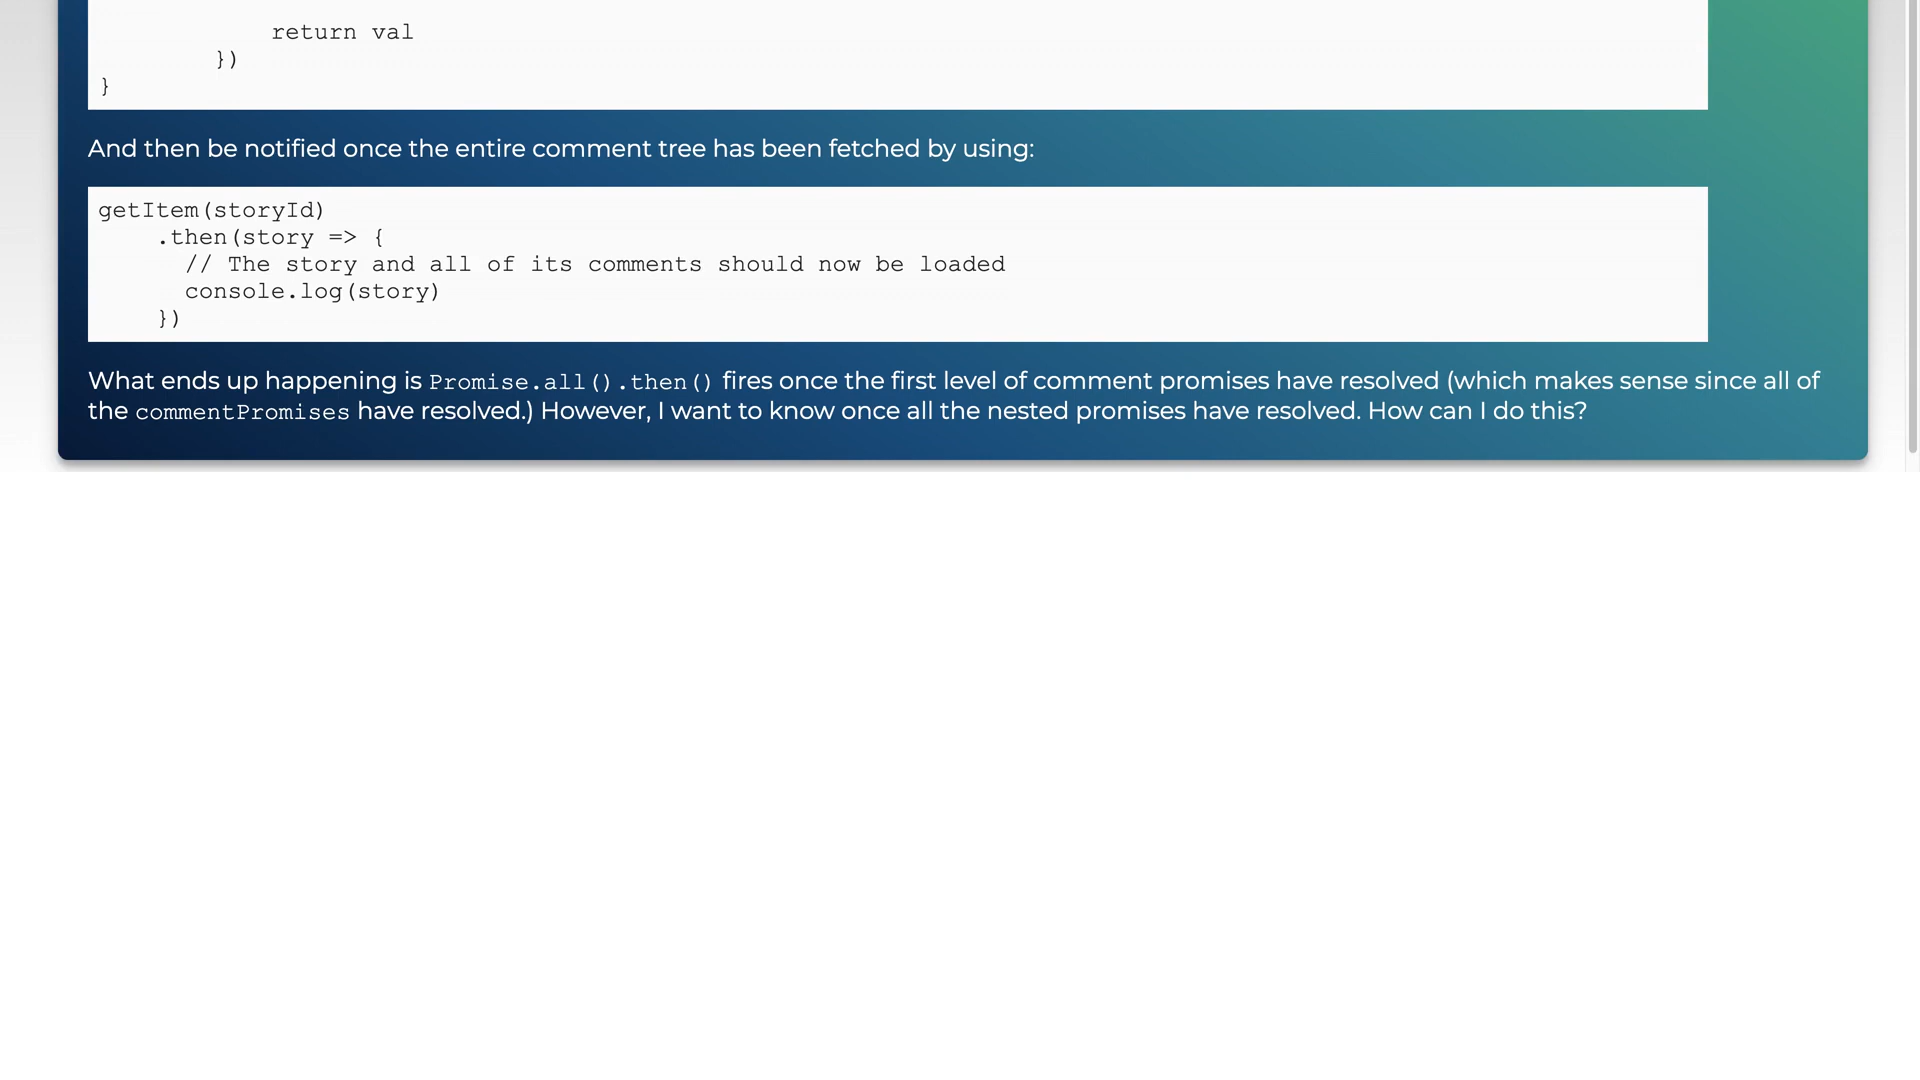 return val
})
}
And then be notified once the entire comment tree has been fetched by using:
getItem(storyId)
.then(story => {
// The story and all of its comments should now be loaded
console.log(story)
})
What ends up happening is Promise.all().then() fires once the first level of comment promises have resolved (which makes sense since all of
the commentPromises have resolved.) However, I want to know once all the nested promises have resolved. How can I do this?